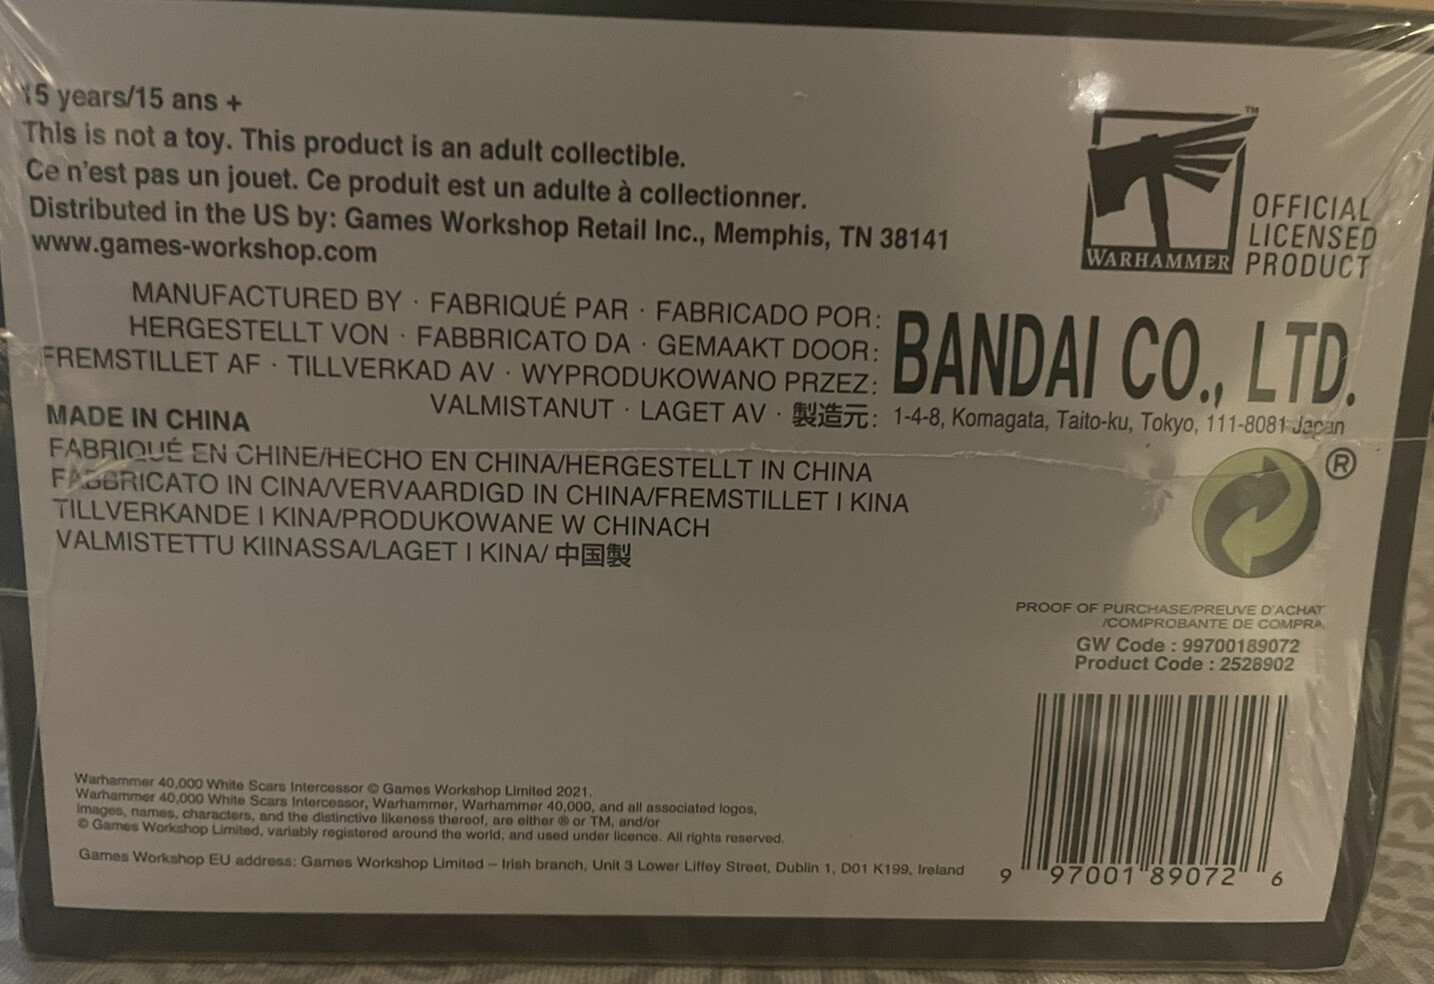 15 years/15 ans +
This is not a toy. This product is an adult collectible.
Ce n'est pas un jouet. Ce produit est un adulte à collectionner.
Distributed in the US by: Games Workshop Retail Inc., Memphis, TN 38141
www.games-workshop.com
TM
WARHAMMER
OFFICIAL
LICENSED
PRODUCT
MANUFACTURED BY · FABRIQUÉ PAR · FABRICADO POR:
HERGESTELLT VON · FABBRICATO DA · GEMAAKT DOOR:
FREMSTILLET AF · TILLVERKAD AV · WYPRODUKOWANO PRZEZ:
VALMISTANUT · LAGET AV · 製造元:
BANDAI CO., LTD.
1-4-8, Komagata, Taito-ku, Tokyo, 111-8081 Japan
MADE IN CHINA
FABRIQUÉ EN CHINE/HECHO EN CHINA/HERGESTELLT IN CHINA
FABBRICATO IN CINA/VERVAARDIGD IN CHINA/FREMSTILLET I KINA
TILLVERKANDE I KINA/PRODUKOWANE W CHINACH
VALMISTETTU KIINASSA/LAGET I KINA/ 中国製
®
PROOF OF PURCHASE/PREUVE D'ACHAT
/COMPROBANTE DE COMPRA
GW Code : 99700189072
Product Code : 2528902
Warhammer 40,000 White Scars Intercessor © Games Workshop Limited 2021.
Warhammer 40,000 White Scars Intercessor, Warhammer, Warhammer 40,000, and all associated logos,
images, names, characters, and the distinctive likeness thereof, are either ® or TM, and/or
© Games Workshop Limited, variably registered around the world, and used under licence. All rights reserved.
Games Workshop EU address: Games Workshop Limited – Irish branch, Unit 3 Lower Liffey Street, Dublin 1, D01 K199, Ireland
9 97001 89072 6